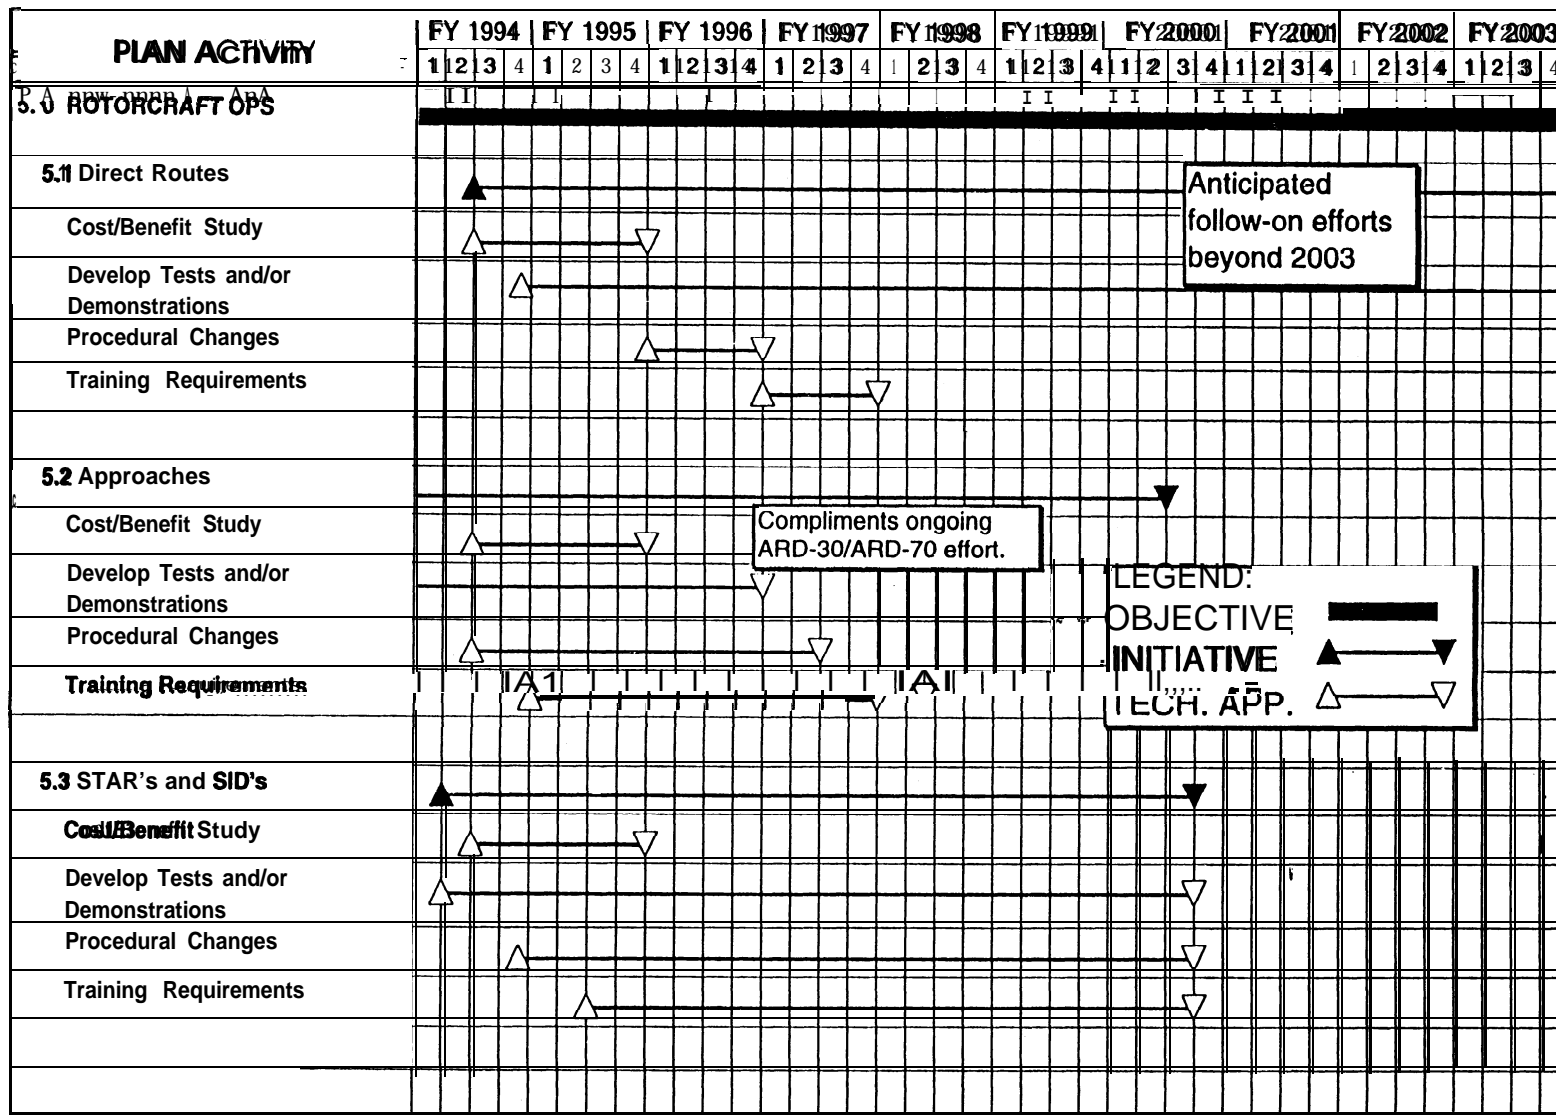 PLAN ACTIVITY
FY 1994 FY 1995 FY 1996 FY 1997 FY 1998 FY 1999 FY 2000 FY 2001 FY 2002 FY 2003
1 2 3 4 1 2 3 4 1 2 3 4 1 2 3 4 1 2 3 4 1 2 3 4 1 2 3 4 1 2 3 4 1 2 3 4 1 2 3 4
5.0 ROTORCRAFT OPS
5.1 Direct Routes
Anticipated
follow-on efforts
beyond 2003
Cost/Benefit Study
Develop Tests and/or
Demonstrations
Procedural Changes
Training Requirements
5.2 Approaches
Cost/Benefit Study
Compliments ongoing
ARD-30/ARD-70 effort.
Develop Tests and/or
Demonstrations
Procedural Changes
Training Requirements
LEGEND:
OBJECTIVE
INITIATIVE
TECH. APP.
5.3 STAR's and SID's
Cost/Benefit Study
Develop Tests and/or
Demonstrations
Procedural Changes
Training Requirements